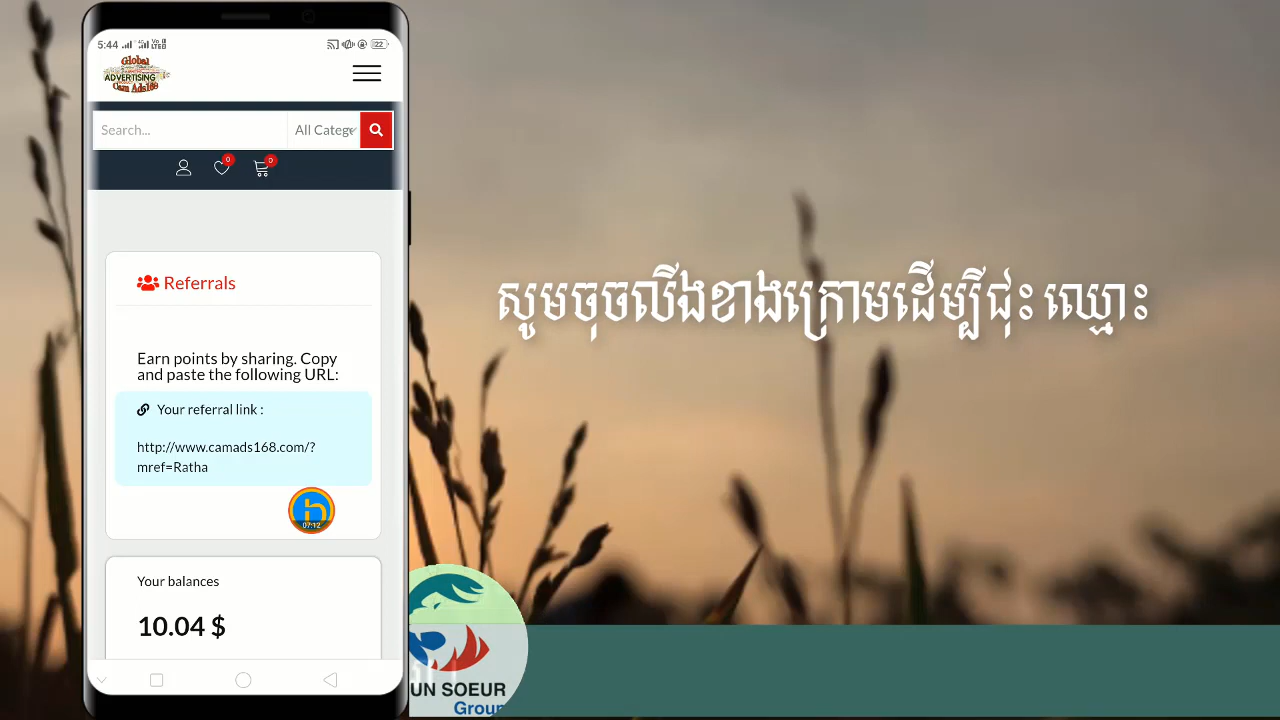 5:44
22
Global
ADVERTISING
Cam Ads169
Search...
All Categ
0
0
Referrals
Earn points by sharing. Copy
and paste the following URL:
Your referral link :
http://www.camads168.com/?
mref=Ratha
07:12
Your balances
10.04 $
សូមចុចលីងខាងក្រោមដើម្បីជុះ ឈ្មោះ
UN SOEUR
Group